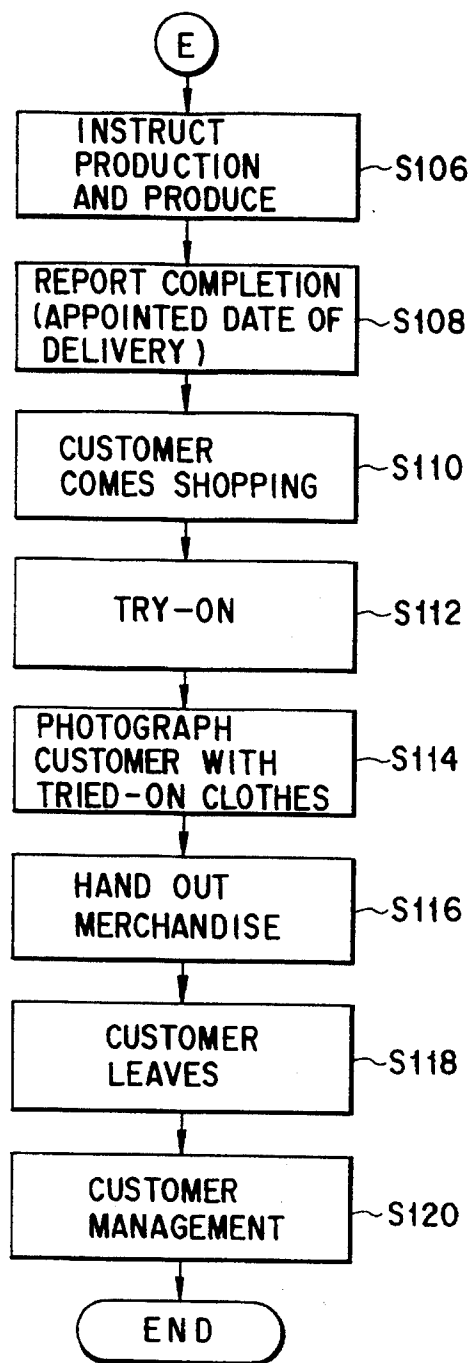 E
INSTRUCT
PRODUCTION
AND PRODUCE
S106
REPORT COMPLETION
(APPOINTED DATE OF
DELIVERY)
S108
CUSTOMER
COMES SHOPPING
S110
TRY-ON
S112
PHOTOGRAPH
CUSTOMER WITH
TRIED-ON CLOTHES
S114
HAND OUT
MERCHANDISE
S116
CUSTOMER
LEAVES
S118
CUSTOMER
MANAGEMENT
S120
END